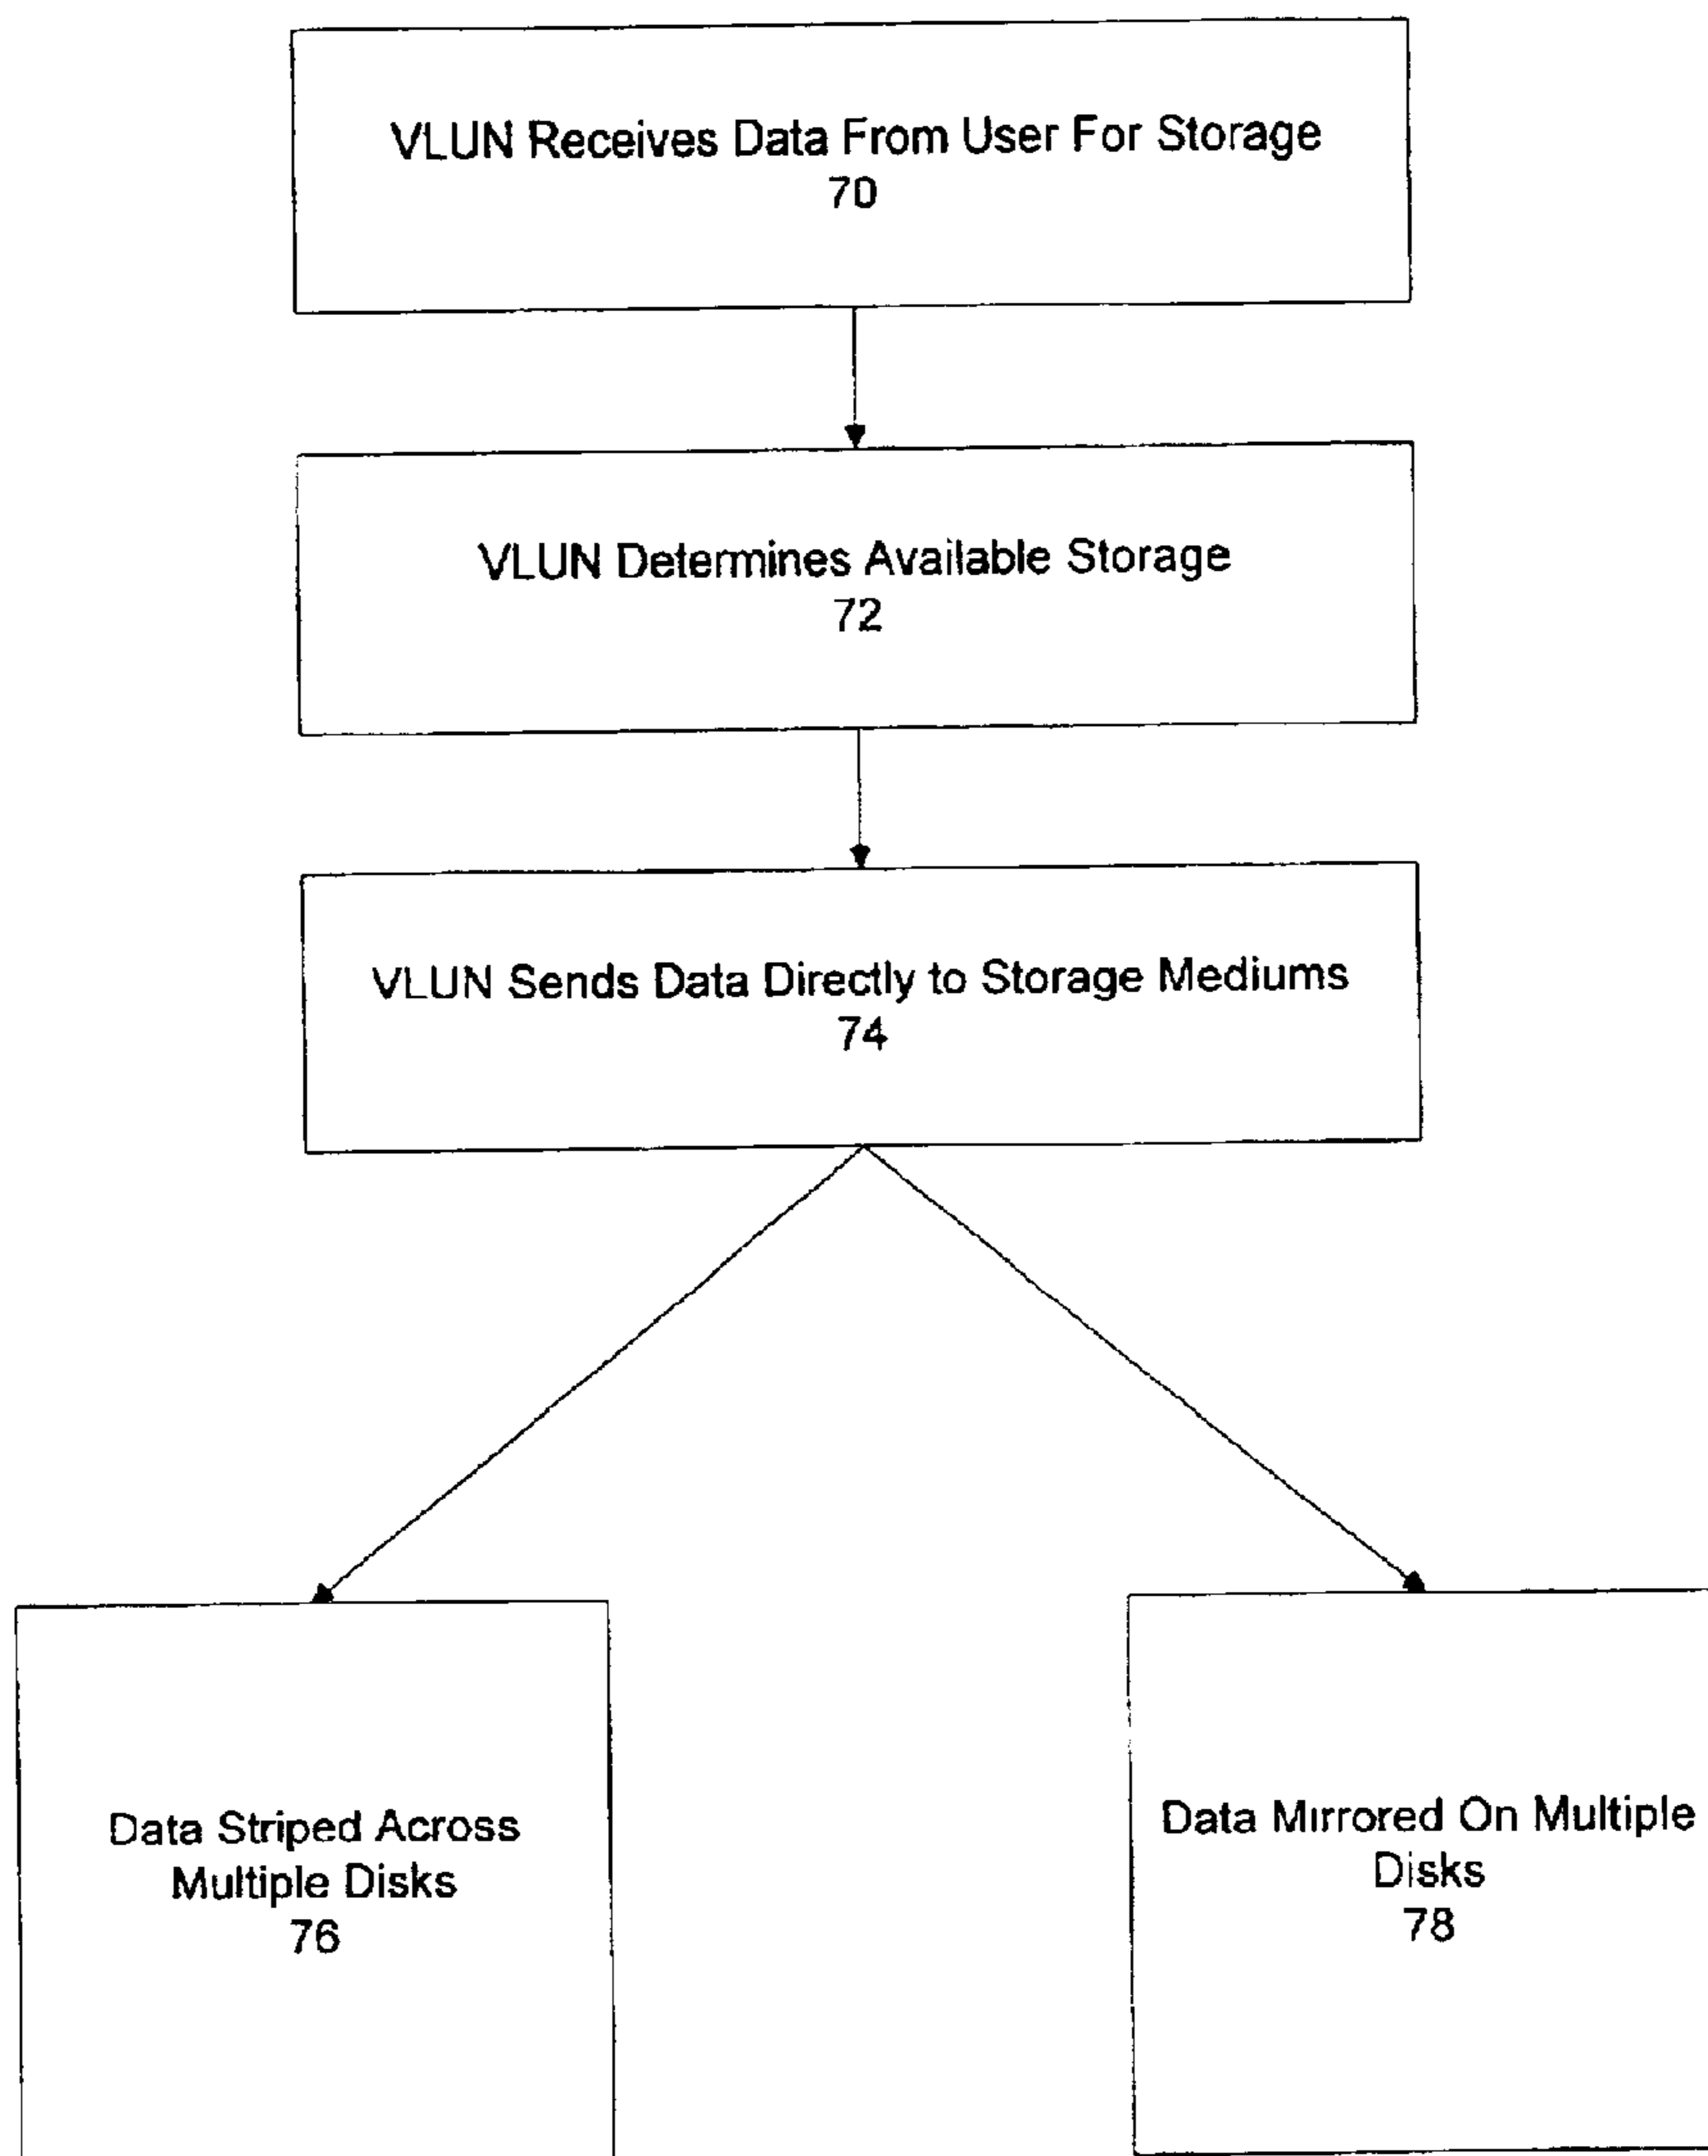 VLUN Receives Data From User For Storage
70
VLUN Determines Available Storage
72
VLUN Sends Data Directly to Storage Mediums
74
Data Striped Across
Multiple Disks
76
Data Mirrored On Multiple
Disks
78